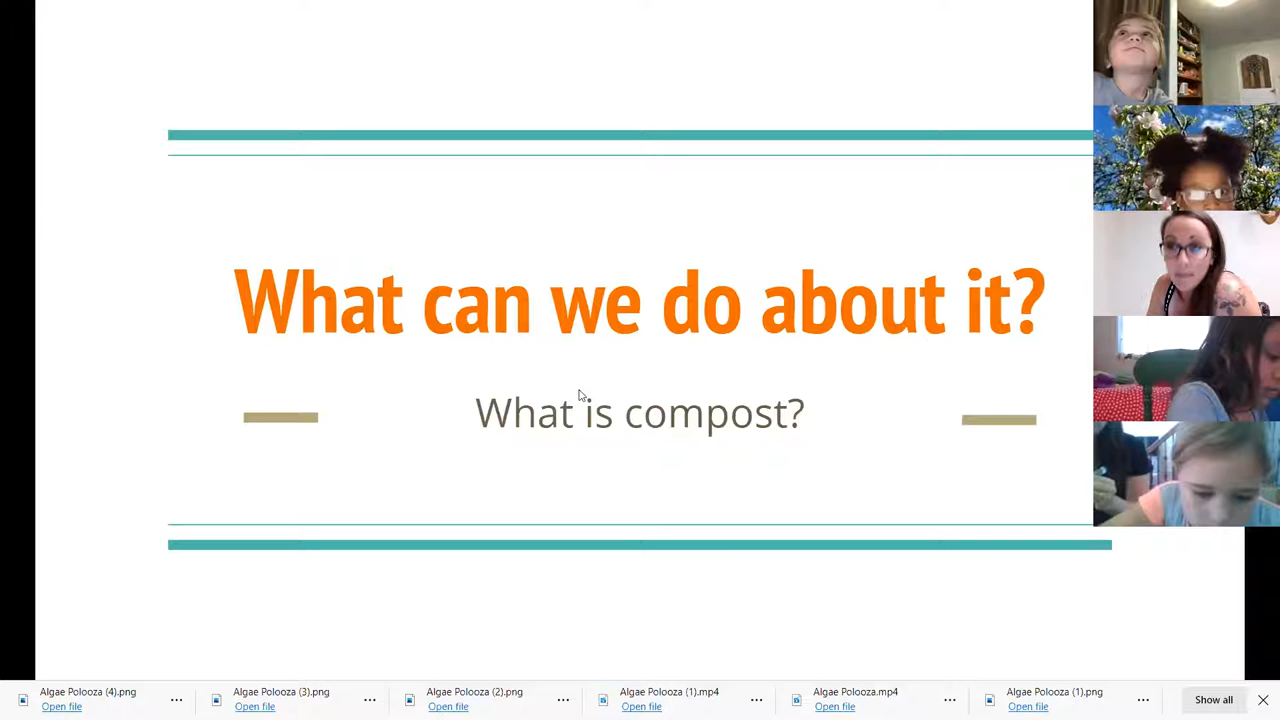 What can we do about it?
What is compost?
Algae Polooza (4).png
Open file
Algae Polooza (3).png
Open file
Algae Polooza (2).png
Open file
Algae Polooza (1).mp4
Open file
Algae Polooza.mp4
Open file
Algae Polooza (1).png
Open file
Show all